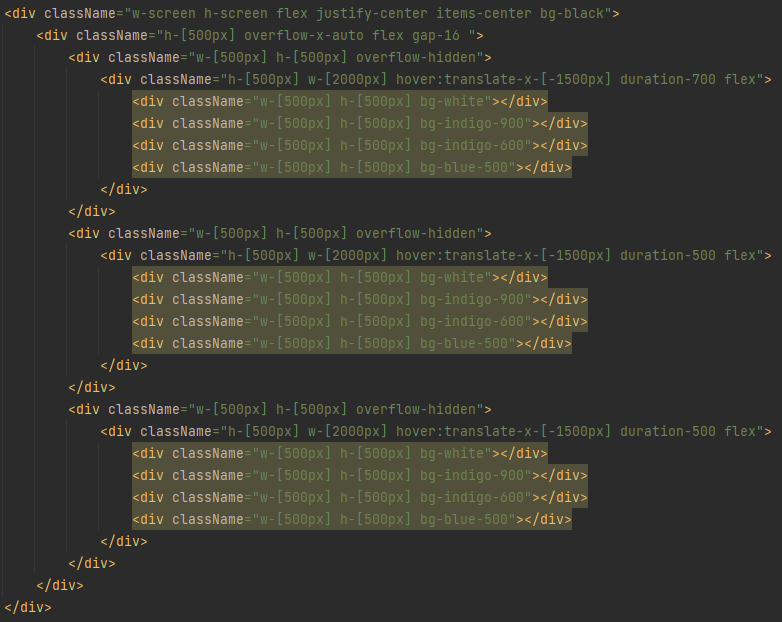 <div className="w-screen h-screen flex justify-center items-center bg-black">
    <div className="h-[500px] overflow-x-auto flex gap-16 ">
        <div className="w-[500px] h-[500px] overflow-hidden">
            <div className="h-[500px] w-[2000px] hover:translate-x-[-1500px] duration-700 flex">
                <div className="w-[500px] h-[500px] bg-white"></div>
                <div className="w-[500px] h-[500px] bg-indigo-900"></div>
                <div className="w-[500px] h-[500px] bg-indigo-600"></div>
                <div className="w-[500px] h-[500px] bg-blue-500"></div>
            </div>
        </div>
        <div className="w-[500px] h-[500px] overflow-hidden">
            <div className="h-[500px] w-[2000px] hover:translate-x-[-1500px] duration-500 flex">
                <div className="w-[500px] h-[500px] bg-white"></div>
                <div className="w-[500px] h-[500px] bg-indigo-900"></div>
                <div className="w-[500px] h-[500px] bg-indigo-600"></div>
                <div className="w-[500px] h-[500px] bg-blue-500"></div>
            </div>
        </div>
        <div className="w-[500px] h-[500px] overflow-hidden">
            <div className="h-[500px] w-[2000px] hover:translate-x-[-1500px] duration-500 flex">
                <div className="w-[500px] h-[500px] bg-white"></div>
                <div className="w-[500px] h-[500px] bg-indigo-900"></div>
                <div className="w-[500px] h-[500px] bg-indigo-600"></div>
                <div className="w-[500px] h-[500px] bg-blue-500"></div>
            </div>
        </div>
    </div>
</div>